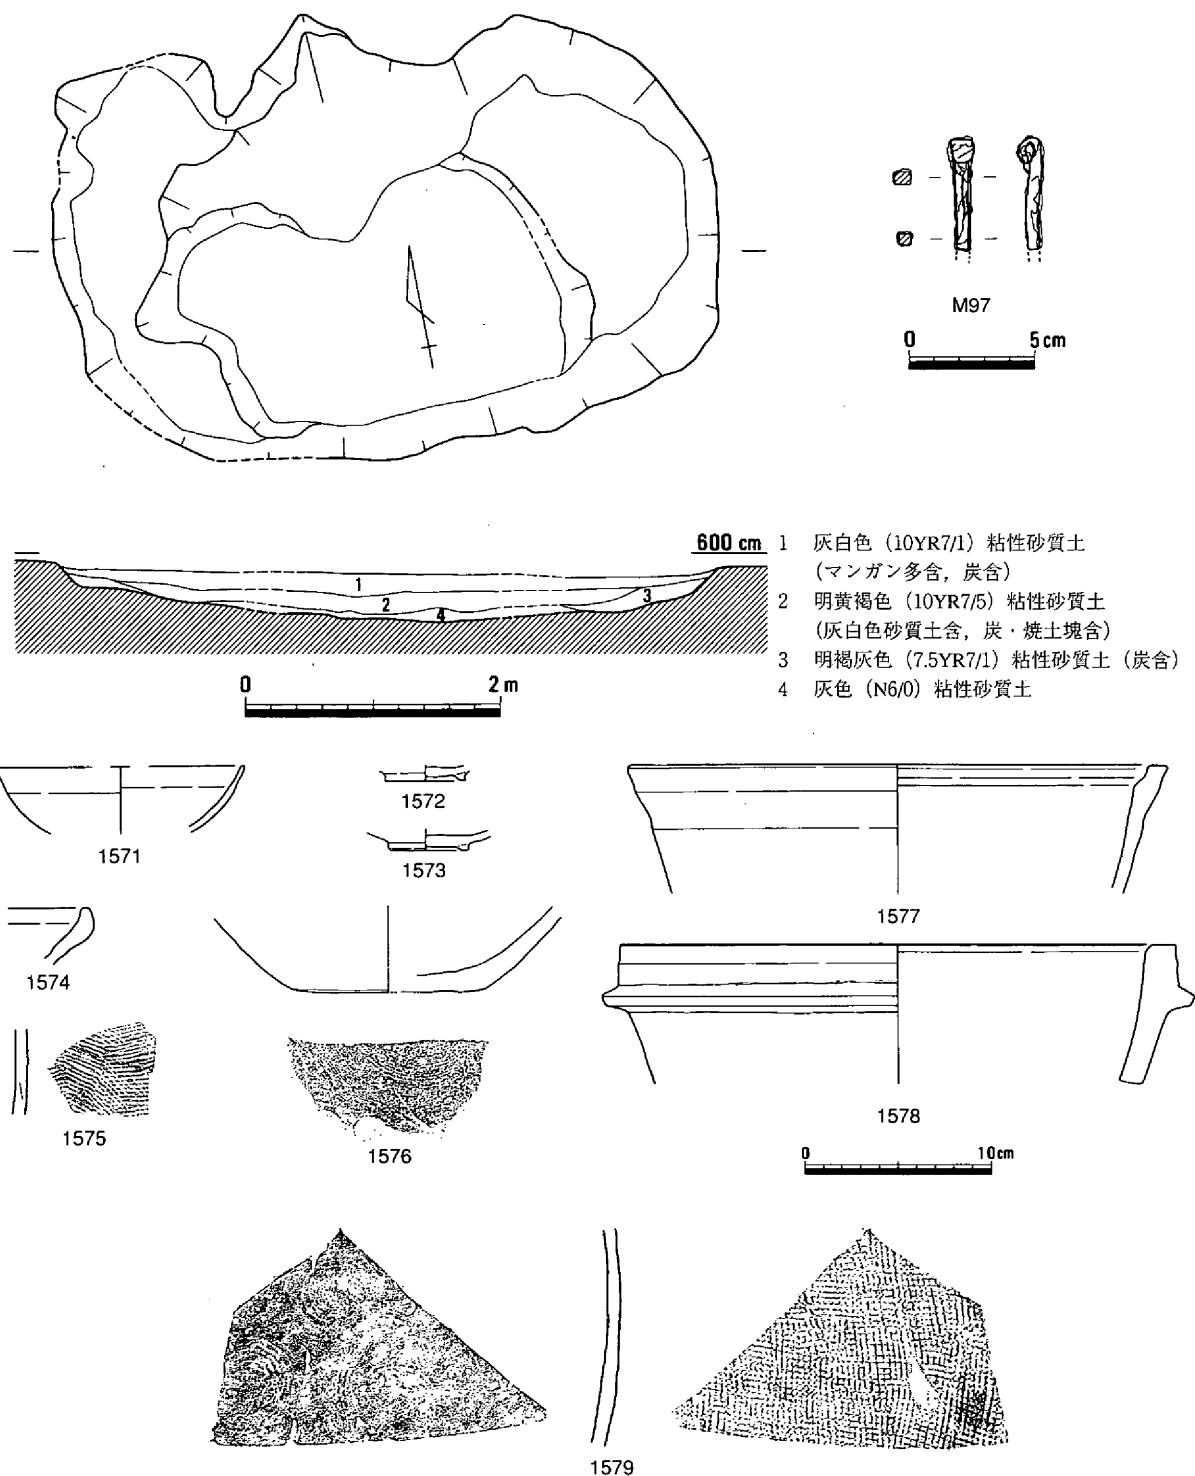 M97
0 5 cm
600 cm
1 灰白色（10YR7/1）粘性砂質土
（マンガン多含，炭含）
2 明黄褐色（10YR7/5）粘性砂質土
（灰白色砂質土含，炭・焼土塊含）
3 明褐灰色（7.5YR7/1）粘性砂質土（炭含）
4 灰色（N6/0）粘性砂質土
1
2
3
4
0 2 m
1571
1572
1573
1577
1574
1575
1576
1578
0 10cm
1579